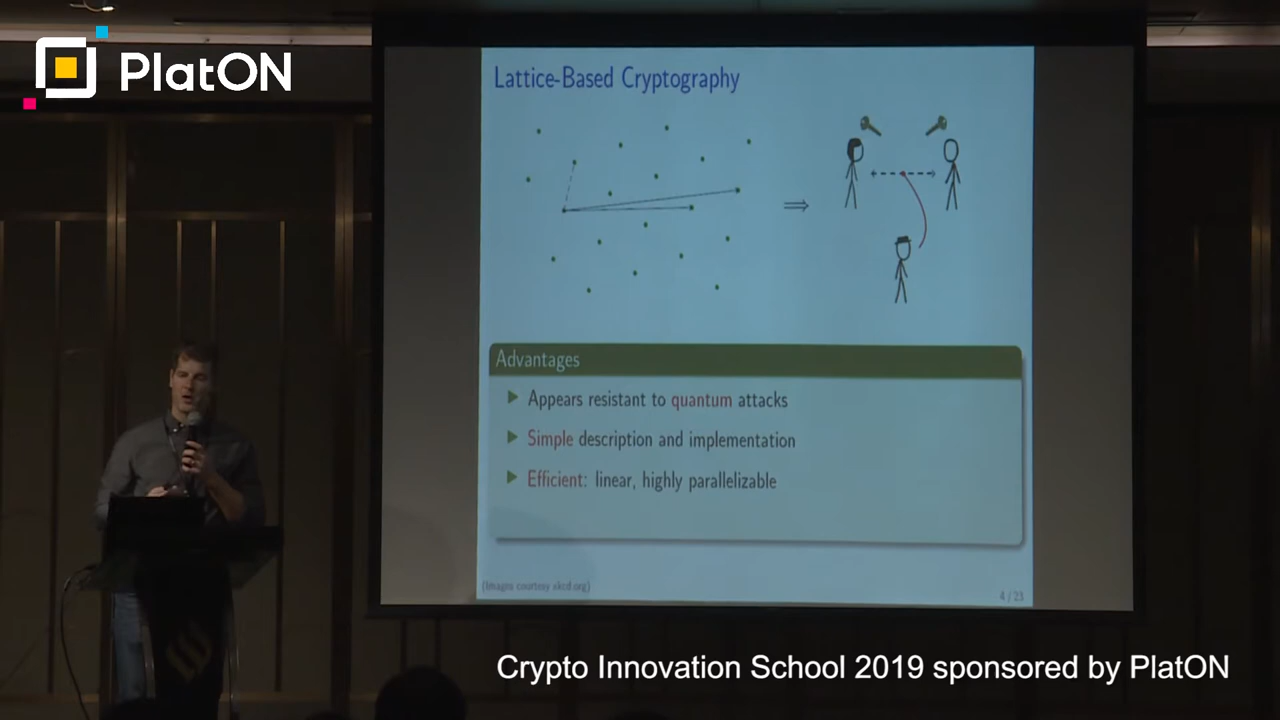 PlatON
Lattice-Based Cryptography
Advantages
Appears resistant to quantum attacks
Simple description and implementation
Efficient: linear, highly parallelizable
(Images courtesy xkcd.org)
4 / 23
Crypto Innovation School 2019 sponsored by PlatON